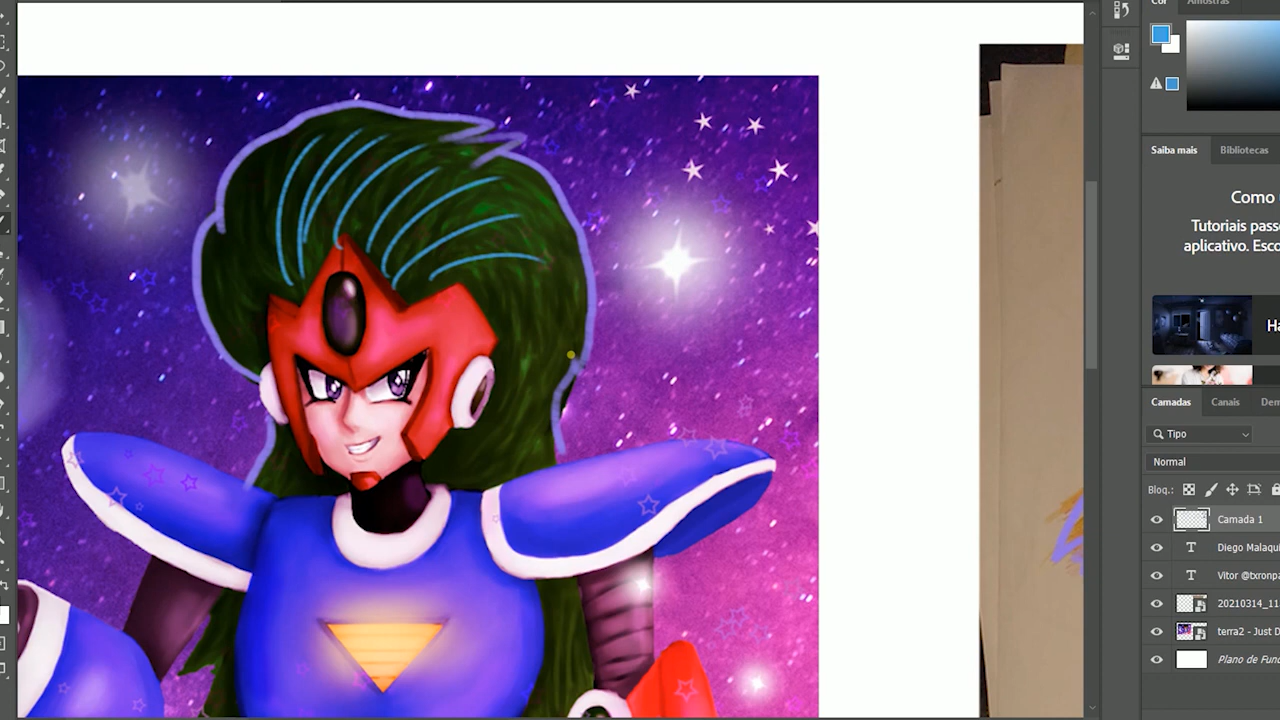 Cor
Amostras
Saiba mais
Bibliotecas
Como
Tutoriais pass
aplicativo. Esco
Ha
Camadas
Canais
Dem
Tipo
Normal
Bloq.:
Camada 1
Diego Malaqui
Vitor @txronpa
20210314_11
terra2 - Just D
Plano de Fund